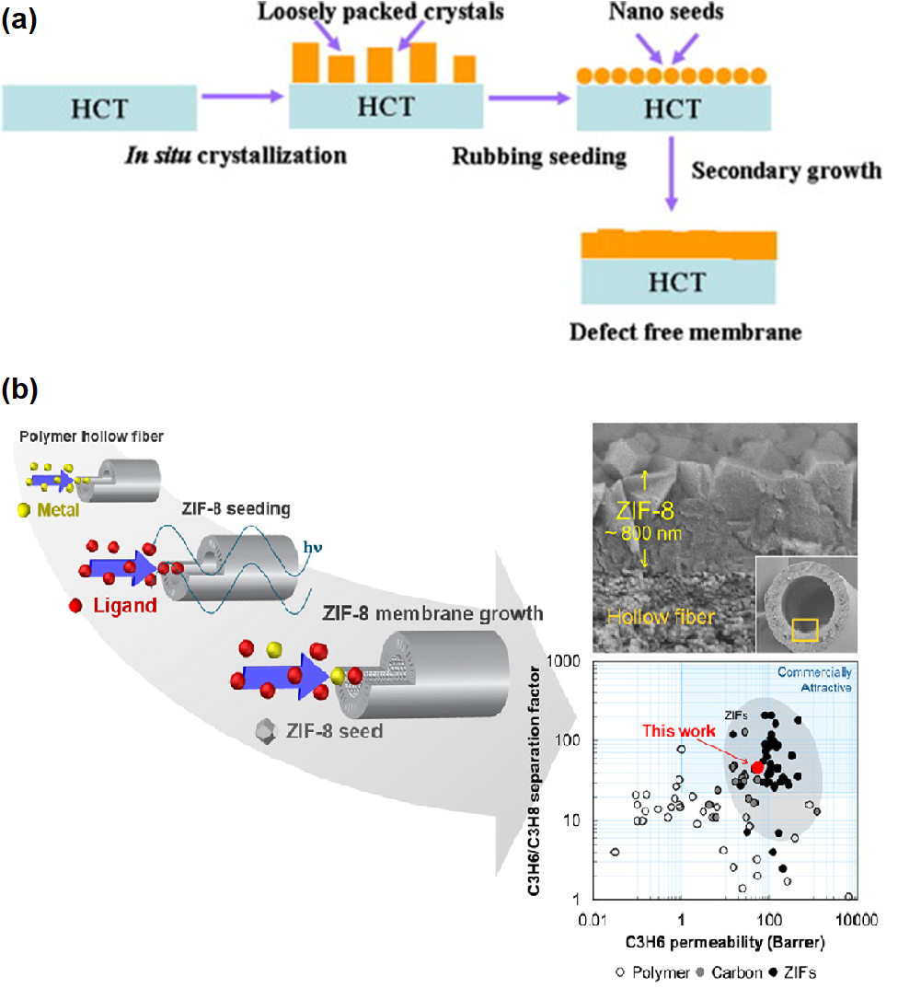 (a)
Loosely packed crystals
Nano seeds
HCT
HCT
HCT
In situ crystallization
Rubbing seeding
Secondary growth
HCT
Defect free membrane
(b)
Polymer hollow fiber
Metal
ZIF-8 seeding
hν
Ligand
ZIF-8 membrane growth
ZIF-8 seed
ZIF-8
~ 800 nm
Hollow fiber
C3H6/C3H8 separation factor
1000
100
10
1
Commercially
Attractive
ZIFs
This work
0.01
1
100
10000
C3H6 permeability (Barrer)
Polymer
Carbon
ZIFs